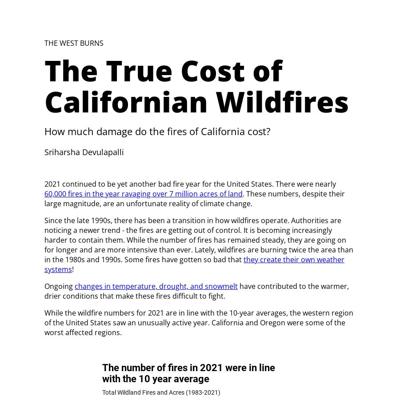 THE WEST BURNS
The True Cost of
Californian Wildfires
How much damage do the fires of California cost?
Sriharsha Devulapalli
2021 continued to be yet another bad fire year for the United States. There were nearly
60,000 fires in the year ravaging over 7 million acres of land. These numbers, despite their
large magnitude, are an unfortunate reality of climate change.
Since the late 1990s, there has been a transition in how wildfires operate. Authorities are
noticing a newer trend - the fires are getting out of control. It is becoming increasingly
harder to contain them. While the number of fires has remained steady, they are going on
for longer and are more intensive than ever. Lately, wildfires are burning twice the area than
in the 1980s and 1990s. Some fires have gotten so bad that they create their own weather
systems!
Ongoing changes in temperature, drought, and snowmelt have contributed to the warmer,
drier conditions that make these fires difficult to fight.
While the wildfire numbers for 2021 are in line with the 10-year averages, the western region
of the United States saw an unusually active year. California and Oregon were some of the
worst affected regions.
The number of fires in 2021 were in line
with the 10 year average
Total Wildland Fires and Acres (1983-2021)